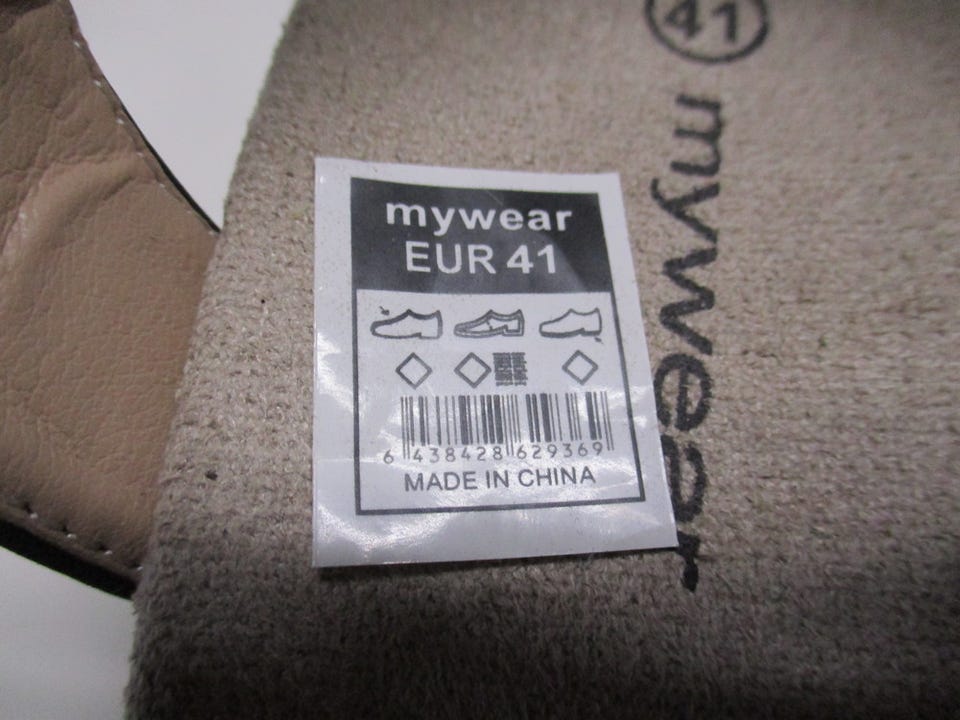 41
mywear
mywear
EUR 41
6 438428 629369
MADE IN CHINA